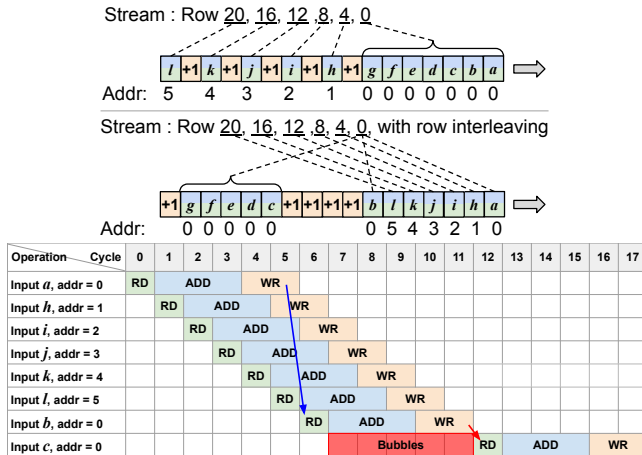 Stream : Row 20, 16, 12 ,8, 4, 0
l +1 k +1 j +1 i +1 h +1 g f e d c b a
Addr: 5 4 3 2 1 0 0 0 0 0 0 0
Stream : Row 20, 16, 12 ,8, 4, 0, with row interleaving
+1 g f e d c +1 +1 +1 +1 b l k j i h a
Addr: 0 0 0 0 0 0 5 4 3 2 1 0
Operation Cycle 0 1 2 3 4 5 6 7 8 9 10 11 12 13 14 15 16 17
Input a, addr = 0 RD ADD WR
Input h, addr = 1 RD ADD WR
Input i, addr = 2 RD ADD WR
Input j, addr = 3 RD ADD WR
Input k, addr = 4 RD ADD WR
Input l, addr = 5 RD ADD WR
Input b, addr = 0 RD ADD WR
Input c, addr = 0 Bubbles RD ADD WR